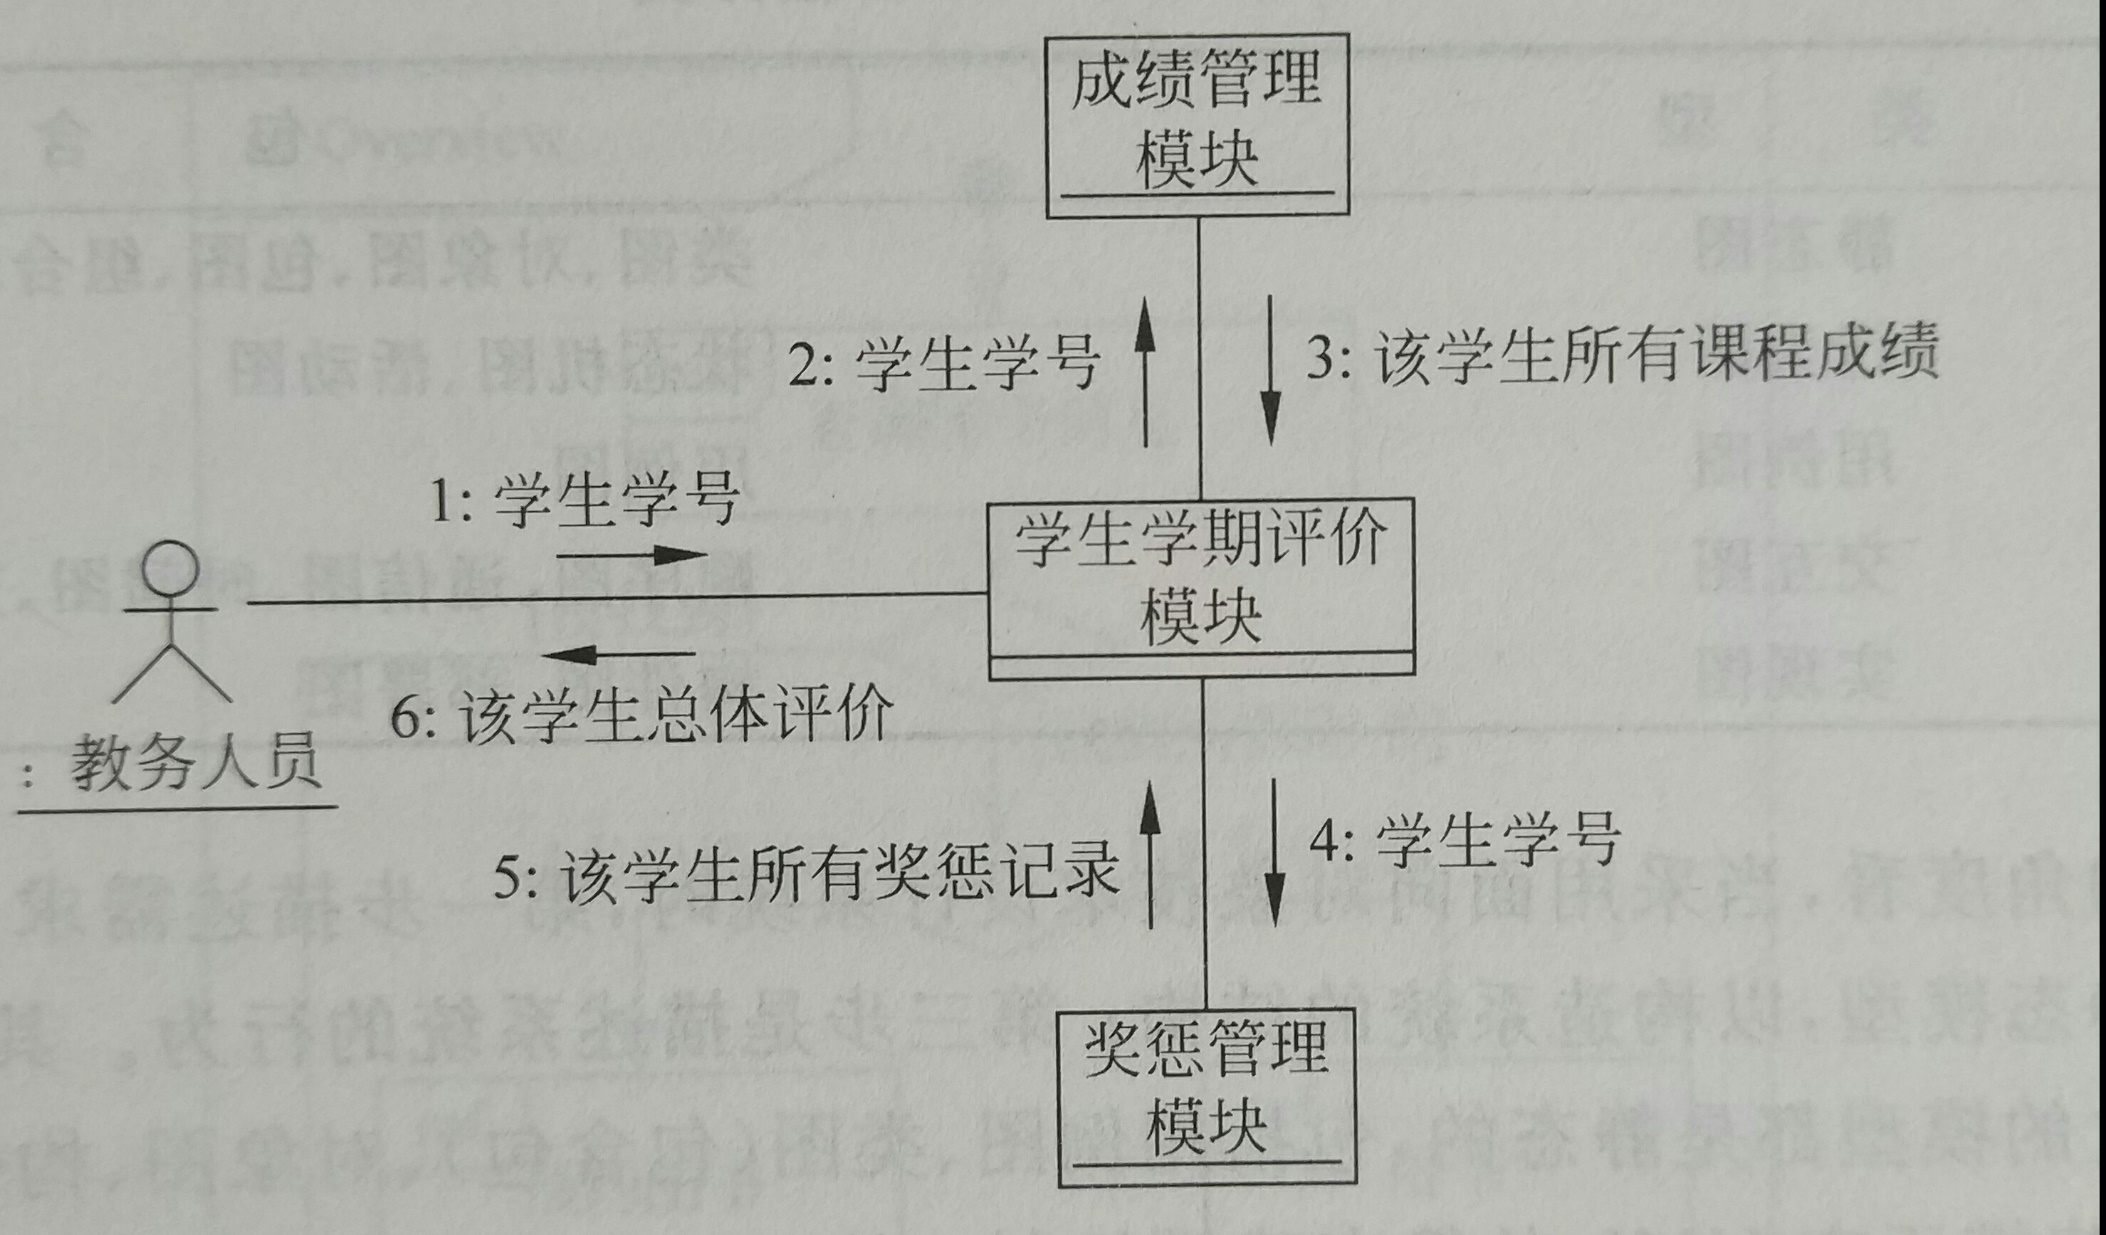 成绩管理
模块
2: 学生学号
3: 该学生所有课程成绩
1: 学生学号
学生学期评价
模块
6: 该学生总体评价
: 教务人员
5: 该学生所有奖惩记录
4: 学生学号
奖惩管理
模块